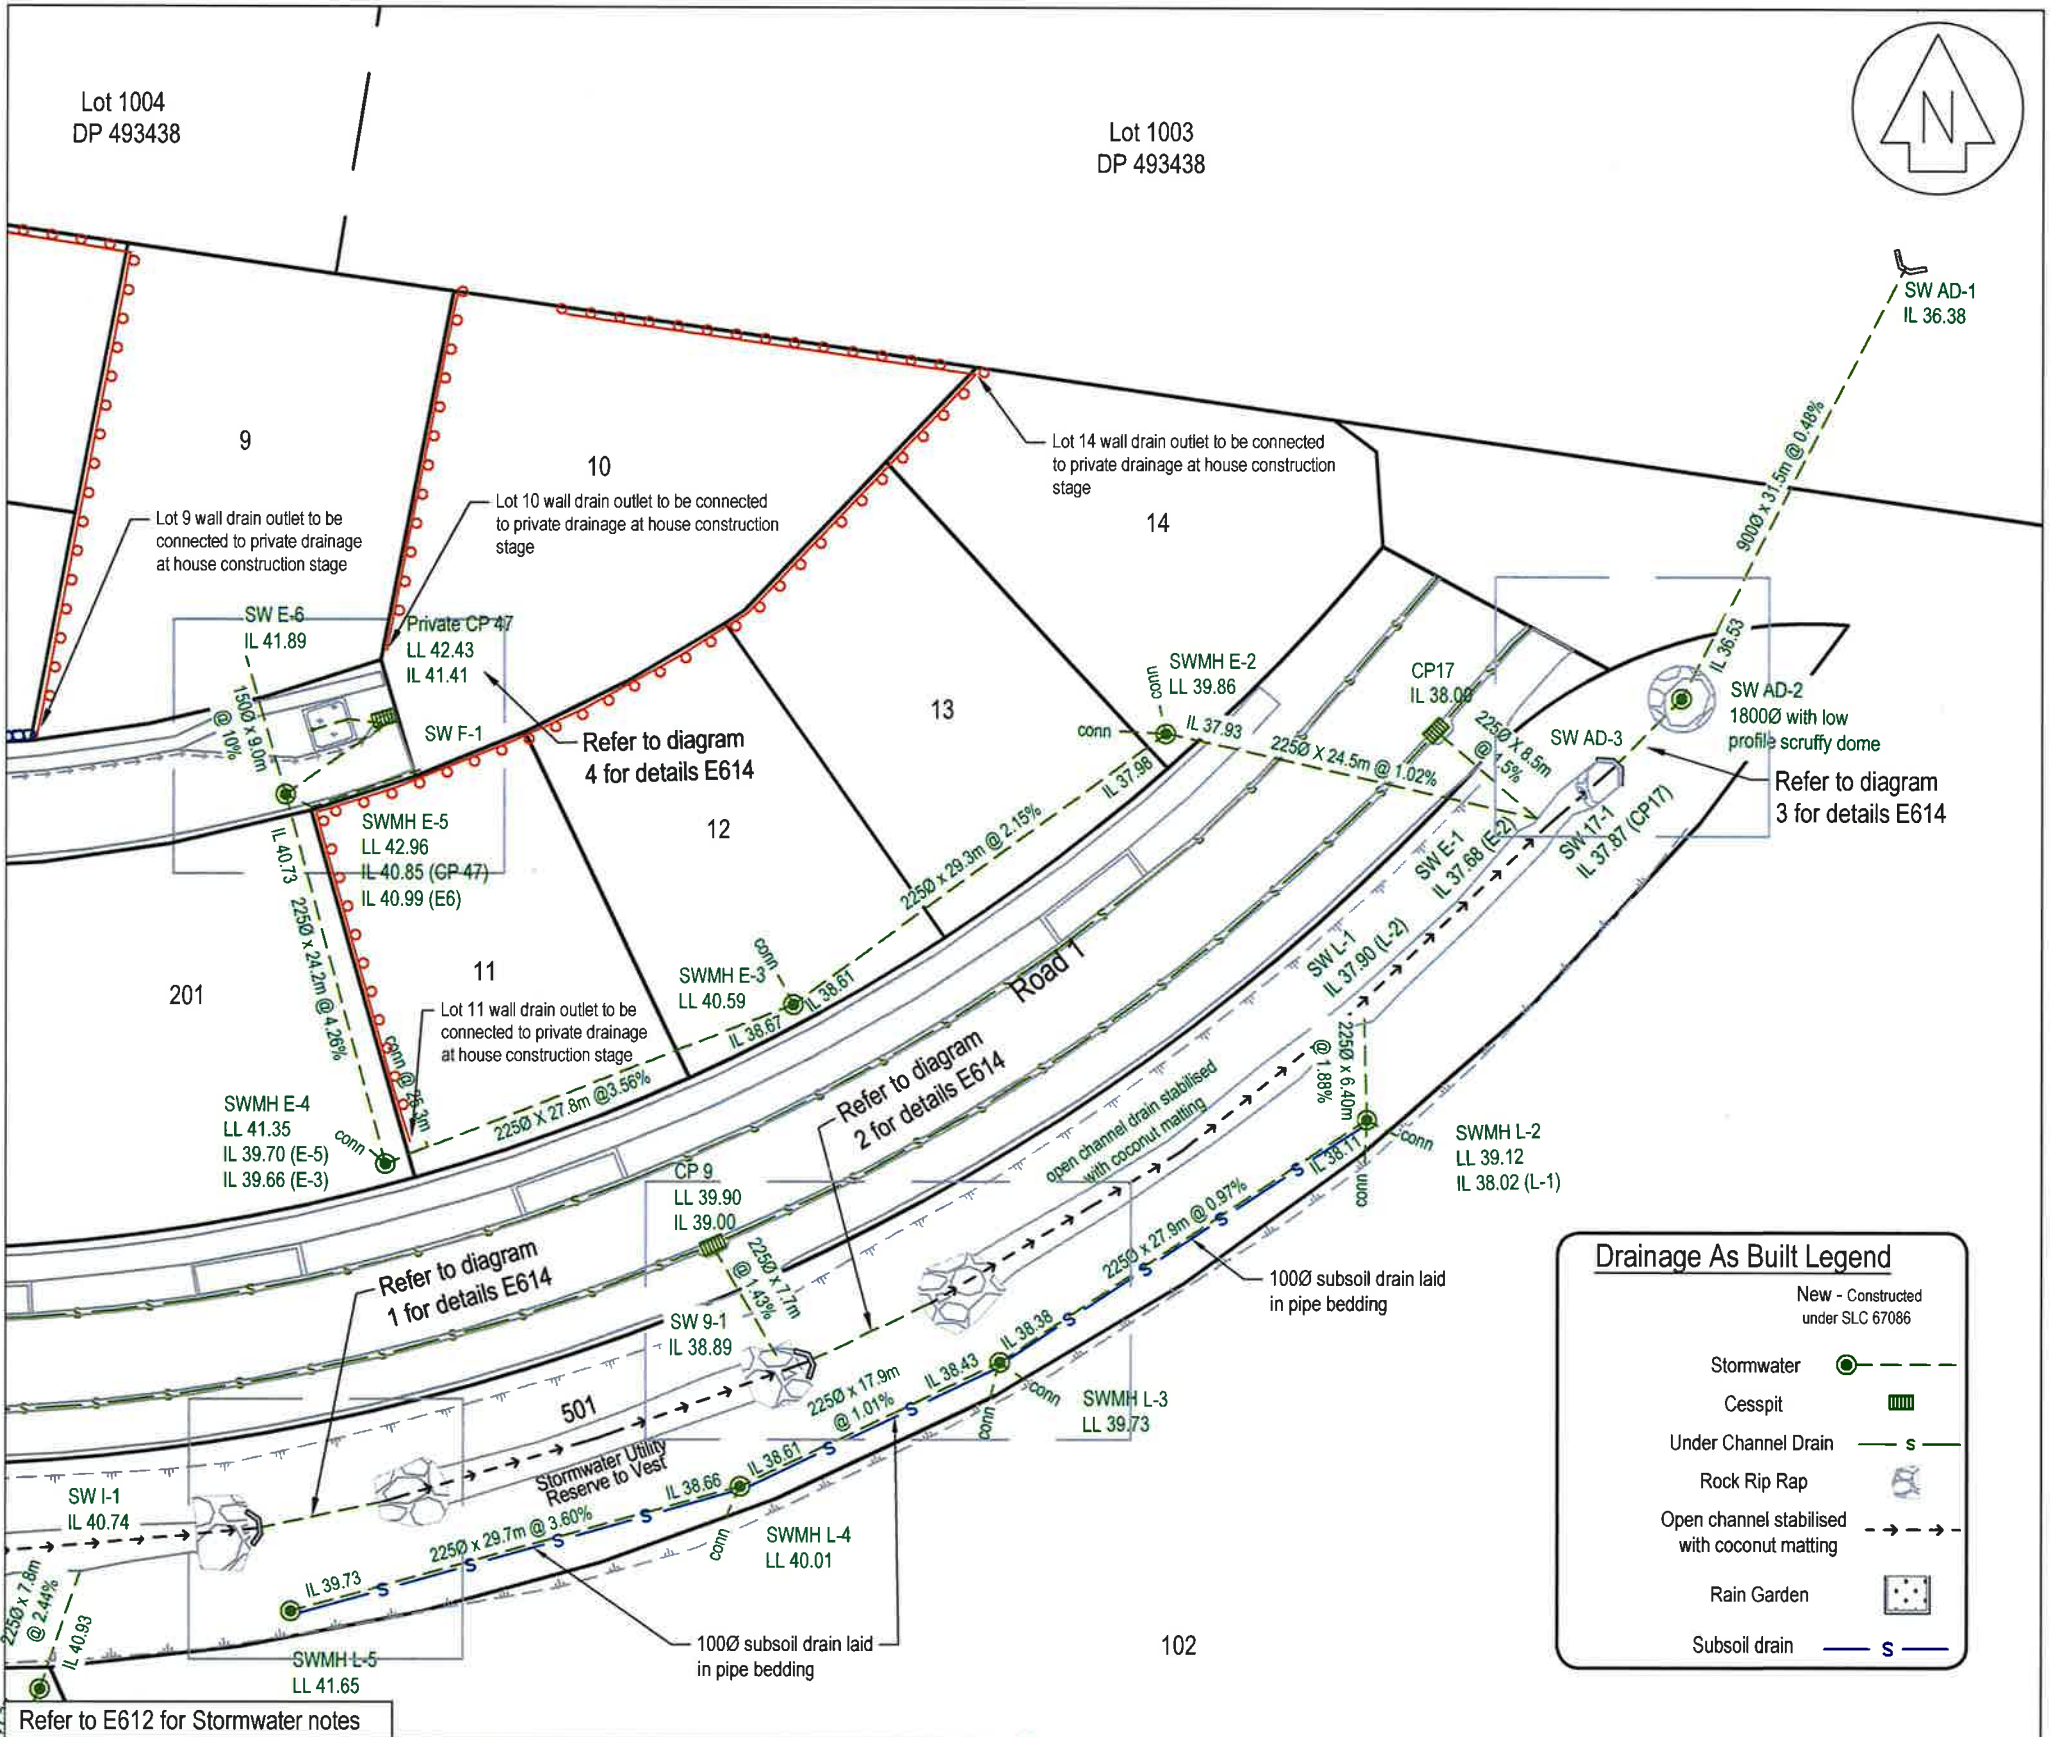 Lot 1004
DP 493438
Lot 1003
DP 493438
N
SW AD-1
IL 36.38
900Ø x 31.5m @ 0.48%
9
10
Lot 14 wall drain outlet to be connected
to private drainage at house construction
stage
14
Lot 9 wall drain outlet to be
connected to private drainage
at house construction stage
Lot 10 wall drain outlet to be connected
to private drainage at house construction
stage
SW E-6
IL 41.89
Private CP 47
LL 42.43
IL 41.41
150Ø x 9.0m
@ 10%
SW F-1
Refer to diagram
4 for details E614
13
SWMH E-2
LL 39.86
conn
conn
IL 37.93
IL 37.98
225Ø X 24.5m @ 1.02%
CP17
IL 38.00
225Ø X 8.5m
@ 1.5%
IL 36.53
SW AD-2
1800Ø with low
profile scruffy dome
SW AD-3
Refer to diagram
3 for details E614
SW 17-1
IL 37.87 (CP17)
SW E-1
IL 37.68 (E-2)
SWMH E-5
LL 42.96
IL 40.85 (CP 47)
IL 40.99 (E6)
IL 40.73
225Ø x 24.2m @ 4.26%
12
225Ø x 29.3m @ 2.15%
201
11
Lot 11 wall drain outlet to be
connected to private drainage
at house construction stage
conn @ 26.3m
SWMH E-3
LL 40.59
conn
IL 38.61
IL 38.67
225Ø X 27.8m @3.56%
Road 1
SW L-1
IL 37.90 (L-2)
225Ø x 6.40m
@ 1.88%
SWMH E-4
LL 41.35
IL 39.70 (E-5)
IL 39.66 (E-3)
conn
Refer to diagram
2 for details E614
open channel drain stabilised
with coconut matting
SWMH L-2
LL 39.12
IL 38.02 (L-1)
conn
conn
IL 38.11
225Ø x 27.9m @ 0.97%
CP 9
LL 39.90
IL 39.00
225Ø x 7.7m
@ 1.43%
Refer to diagram
1 for details E614
SW 9-1
IL 38.89
100Ø subsoil drain laid
in pipe bedding
IL 38.38
IL 38.43
225Ø x 17.9m
@ 1.01%
conn
conn
SWMH L-3
LL 39.73
501
Stormwater Utility
Reserve to Vest
IL 38.61
IL 38.66
SWMH L-4
LL 40.01
conn
225Ø x 29.7m @ 3.60%
IL 39.73
SWMH L-5
LL 41.65
SW I-1
IL 40.74
225Ø x 7.8m
@ 2.44%
IL 40.93
100Ø subsoil drain laid
in pipe bedding
102
Refer to E612 for Stormwater notes
Drainage As Built Legend
New - Constructed
under SLC 67086
Stormwater
Cesspit
Under Channel Drain
S
Rock Rip Rap
Open channel stabilised
with coconut matting
Rain Garden
Subsoil drain
S